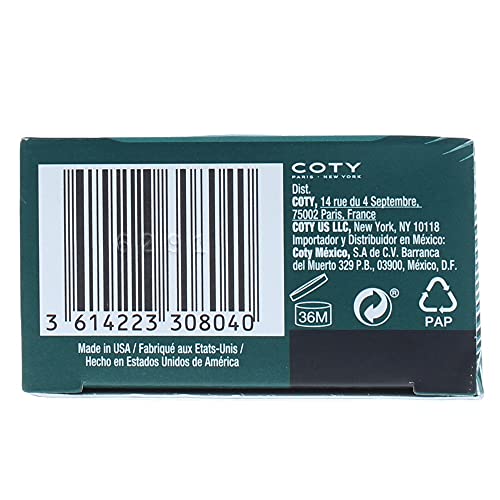 COTY
PARIS • NEW YORK
Dist.
COTY, 14 rue du 4 Septembre,
75002 Paris, France
COTY US LLC, New York, NY 10118
Importador y Distribuidor en México:
Coty México, S.A de C.V. Barranca
del Muerto 329 P.B., 03900, México, D.F.
6291
3 614223 308040
36M
PAP
Made in USA / Fabriqué aux Etats-Unis /
Hecho en Estados Unidos de América